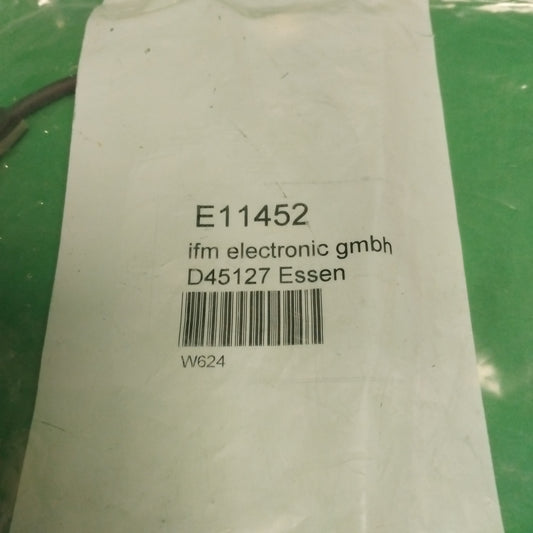 E11452
ifm electronic gmbh
D45127 Essen
W624